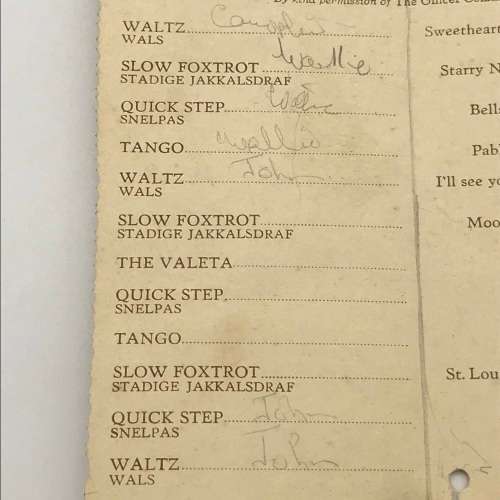 By kind permission of The Officer
WALTZ
WALS
Sweetheart
SLOW FOXTROT Wallie
STADIGE JAKKALSDRAF
Starry N
QUICK STEP
SNELPAS
Bells
TANGO Wallie
Pab
WALTZ John
WALS
I'll see yo
SLOW FOXTROT
STADIGE JAKKALSDRAF
Moo
THE VALETA
QUICK STEP
SNELPAS
TANGO
SLOW FOXTROT
STADIGE JAKKALSDRAF
St. Lou
QUICK STEP John
SNELPAS
WALTZ John
WALS